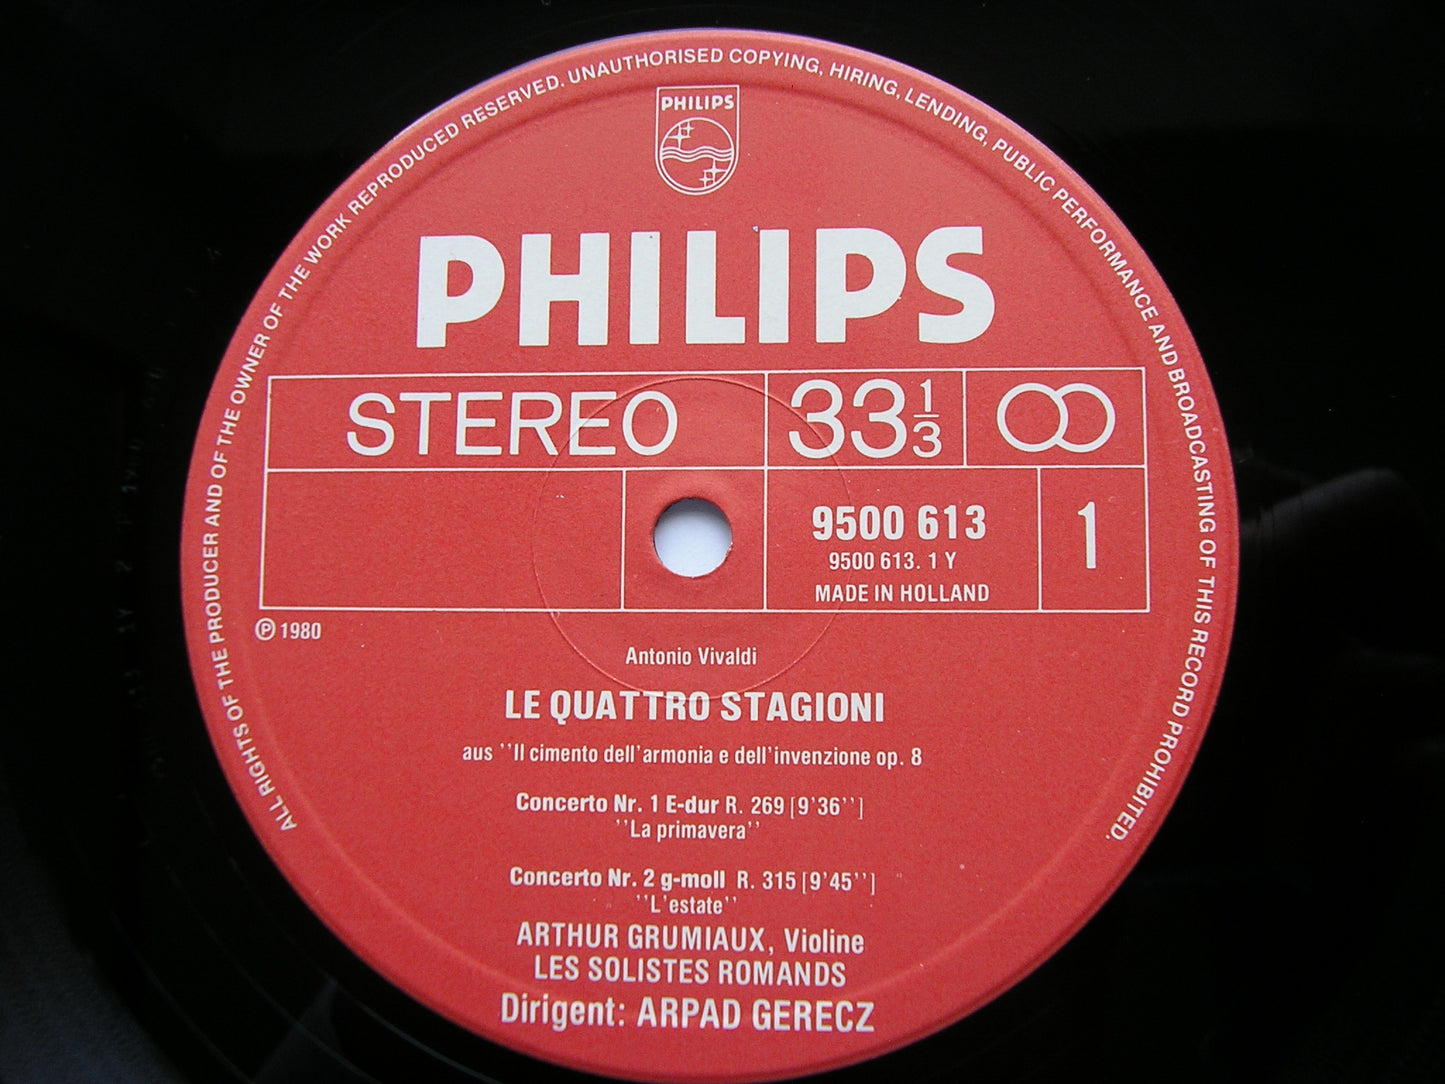 ALL RIGHTS OF THE PRODUCER AND OF THE OWNER OF THE WORK REPRODUCED RESERVED. UNAUTHORISED COPYING, HIRING, LENDING, PUBLIC PERFORMANCE AND BROADCASTING OF THIS RECORD PROHIBITED.
PHILIPS
PHILIPS
STEREO 33 1/3
9500 613 1
9500 613. 1 Y
MADE IN HOLLAND
℗ 1980
Antonio Vivaldi
LE QUATTRO STAGIONI
aus ''Il cimento dell'armonia e dell'invenzione op. 8
Concerto Nr. 1 E-dur R. 269 [9'36'']
''La primavera''
Concerto Nr. 2 g-moll R. 315 [9'45'']
''L'estate''
ARTHUR GRUMIAUX, Violine
LES SOLISTES ROMANDS
Dirigent: ARPAD GERECZ